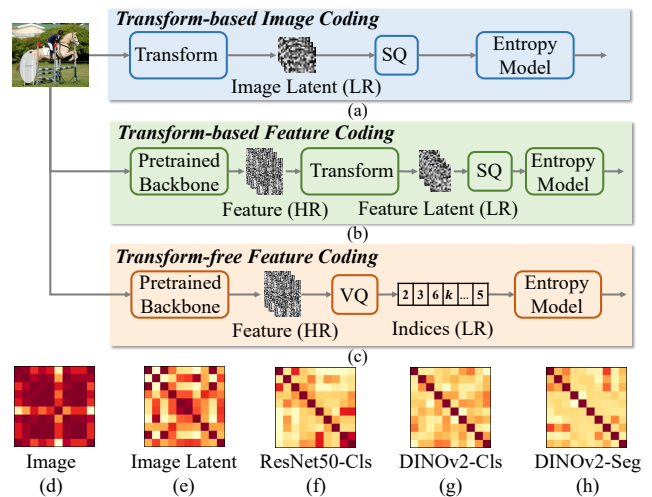 Transform-based Image Coding
Transform
Image Latent (LR)
SQ
Entropy
Model
(a)
Transform-based Feature Coding
Pretrained
Backbone
Feature (HR)
Transform
Feature Latent (LR)
SQ
Entropy
Model
(b)
Transform-free Feature Coding
Pretrained
Backbone
Feature (HR)
VQ
2 3 6 k ... 5
Indices (LR)
Entropy
Model
(c)
Image
(d)
Image Latent
(e)
ResNet50-Cls
(f)
DINOv2-Cls
(g)
DINOv2-Seg
(h)